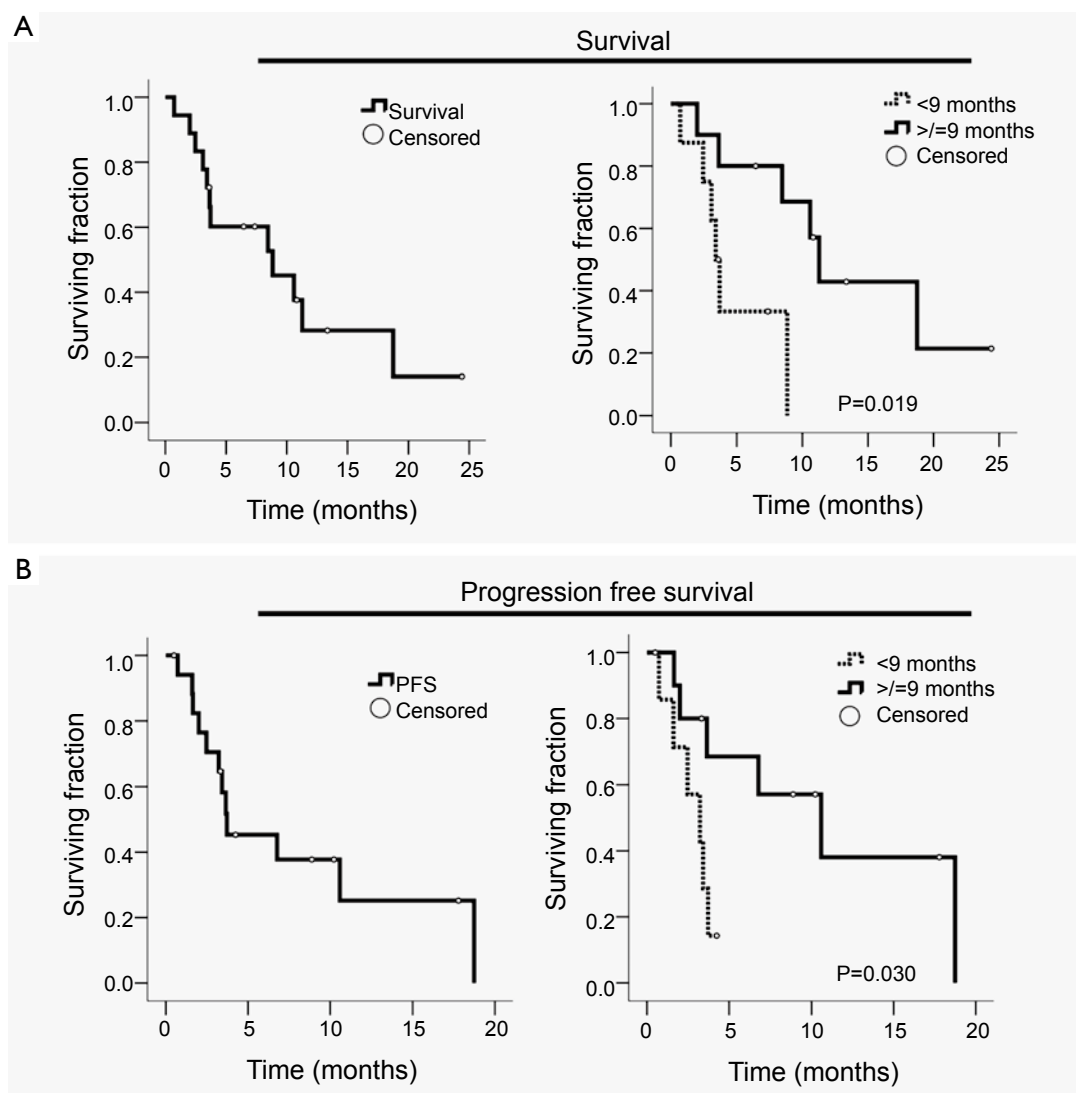 A
Survival
1.0
0.8
0.6
0.4
0.2
0.0
Surviving fraction
Survival
Censored
0 5 10 15 20 25
Time (months)
1.0
0.8
0.6
0.4
0.2
0.0
Surviving fraction
<9 months
>/=9 months
Censored
P=0.019
0 5 10 15 20 25
Time (months)
B
Progression free survival
1.0
0.8
0.6
0.4
0.2
0.0
Surviving fraction
PFS
Censored
0 5 10 15 20
Time (months)
1.0
0.8
0.6
0.4
0.2
0.0
Surviving fraction
<9 months
>/=9 months
Censored
P=0.030
0 5 10 15 20
Time (months)